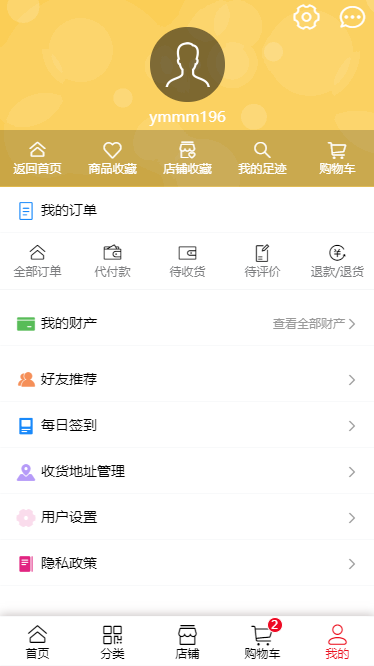 ymmm196
返回首页 商品收藏 店铺收藏 我的足迹 购物车
我的订单
全部订单 代付款 待收货 待评价 退款/退货
我的财产 查看全部财产
好友推荐
每日签到
收货地址管理
用户设置
隐私政策
2
首页 分类 店铺 购物车 我的